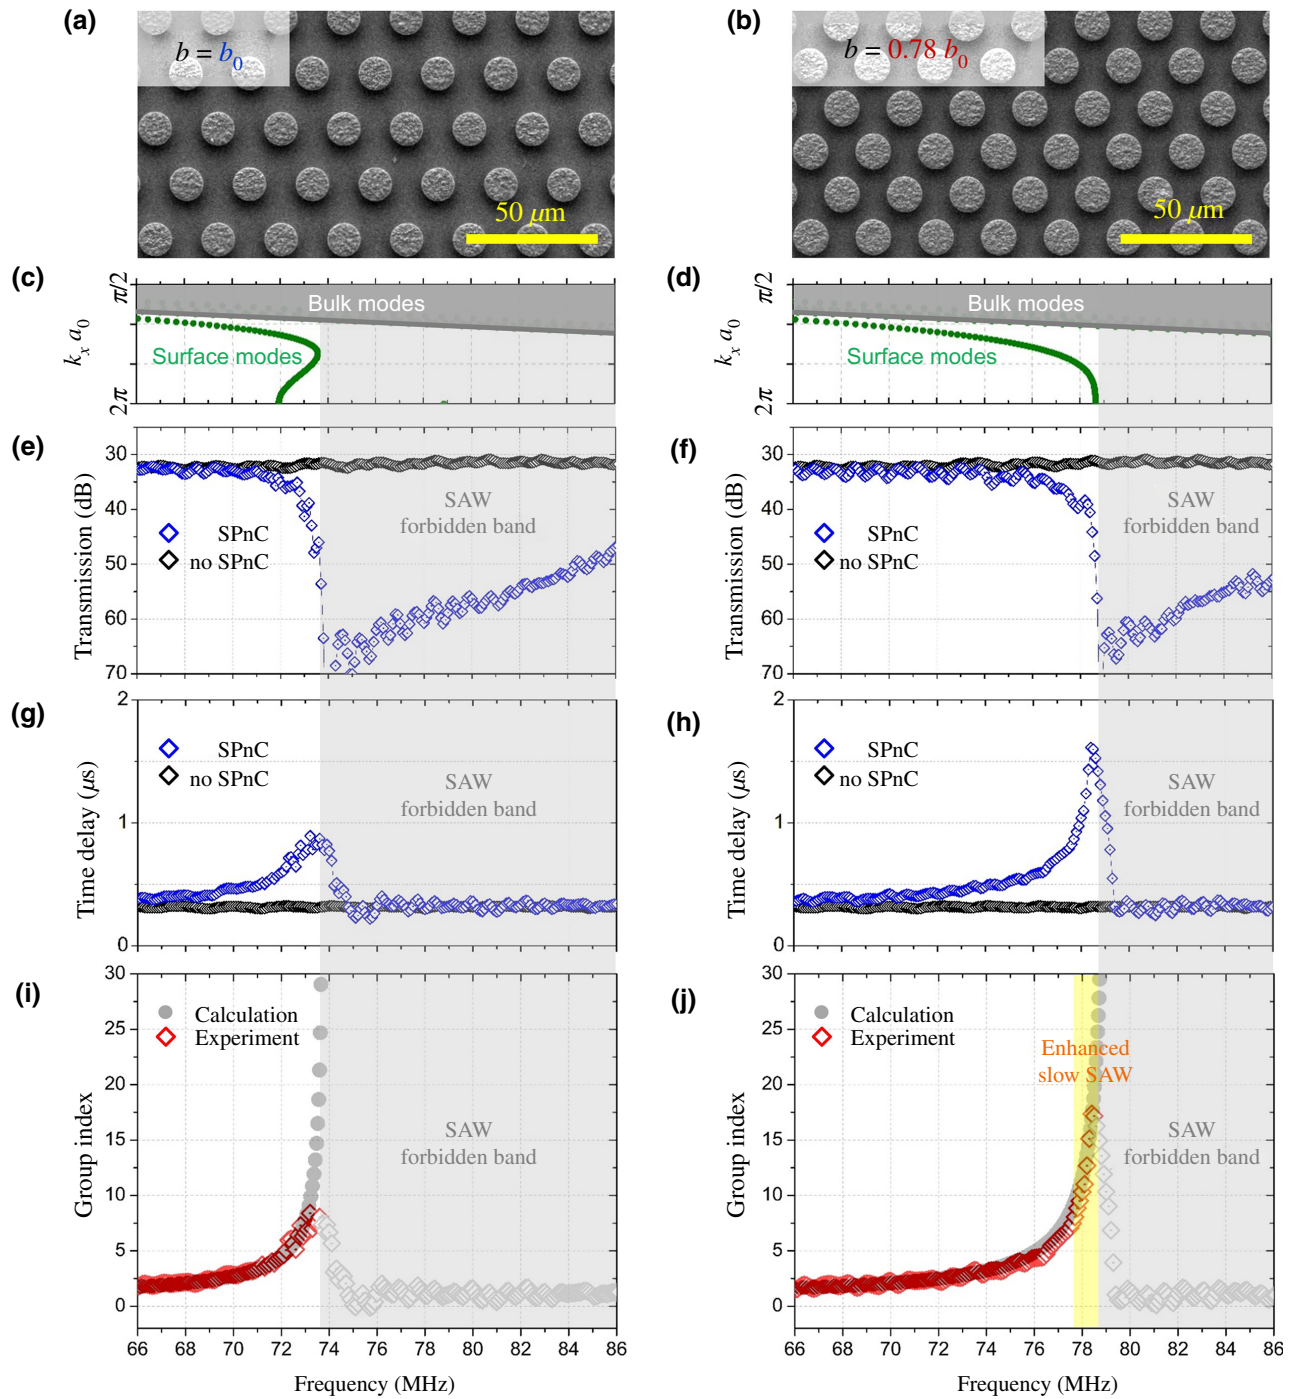 (a)
b = b0
50 μm
(b)
b = 0.78 b0
50 μm
(c)
kx a0
π/2
2π
Bulk modes
Surface modes
(d)
kx a0
π/2
2π
Bulk modes
Surface modes
(e)
Transmission (dB)
30
40
50
60
70
SPnC
no SPnC
SAW
forbidden band
(f)
Transmission (dB)
30
40
50
60
70
SPnC
no SPnC
SAW
forbidden band
(g)
Time delay (μs)
2
1
0
SPnC
no SPnC
SAW
forbidden band
(h)
Time delay (μs)
2
1
0
SPnC
no SPnC
SAW
forbidden band
(i)
Group index
30
25
20
15
10
5
0
Calculation
Experiment
SAW
forbidden band
66 68 70 72 74 76 78 80 82 84 86
Frequency (MHz)
(j)
Group index
30
25
20
15
10
5
0
Calculation
Experiment
Enhanced
slow SAW
SAW
forbidden band
66 68 70 72 74 76 78 80 82 84 86
Frequency (MHz)